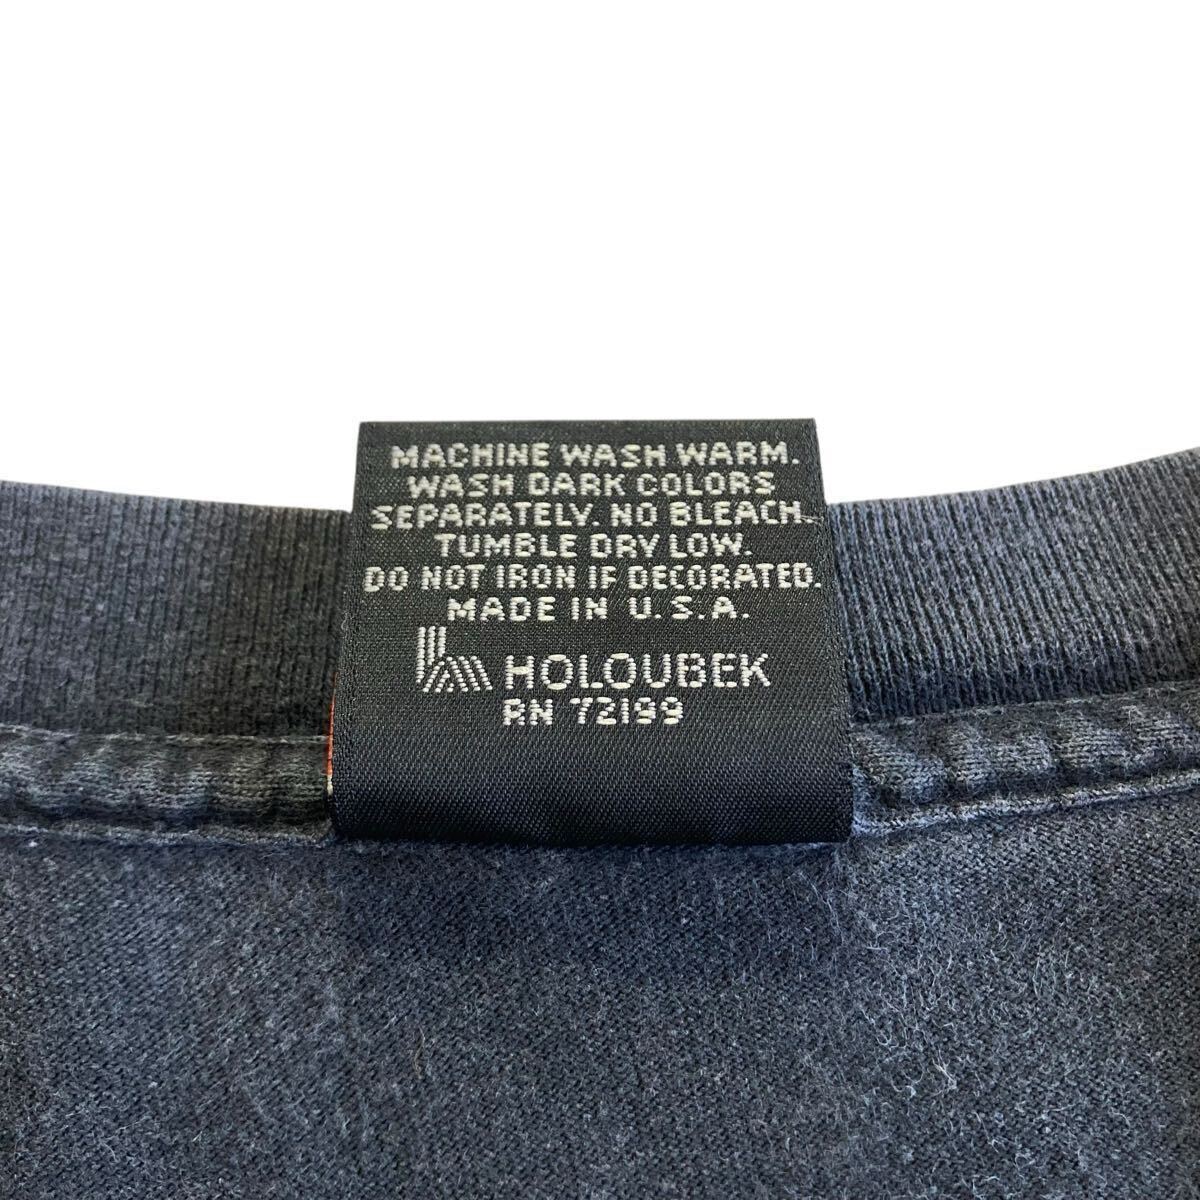 MACHINE WASH WARM.
WASH DARK COLORS
SEPARATELY. NO BLEACH.
TUMBLE DRY LOW.
DO NOT IRON IF DECORATED.
MADE IN U.S.A.
HOLOUBEK
RN 72199